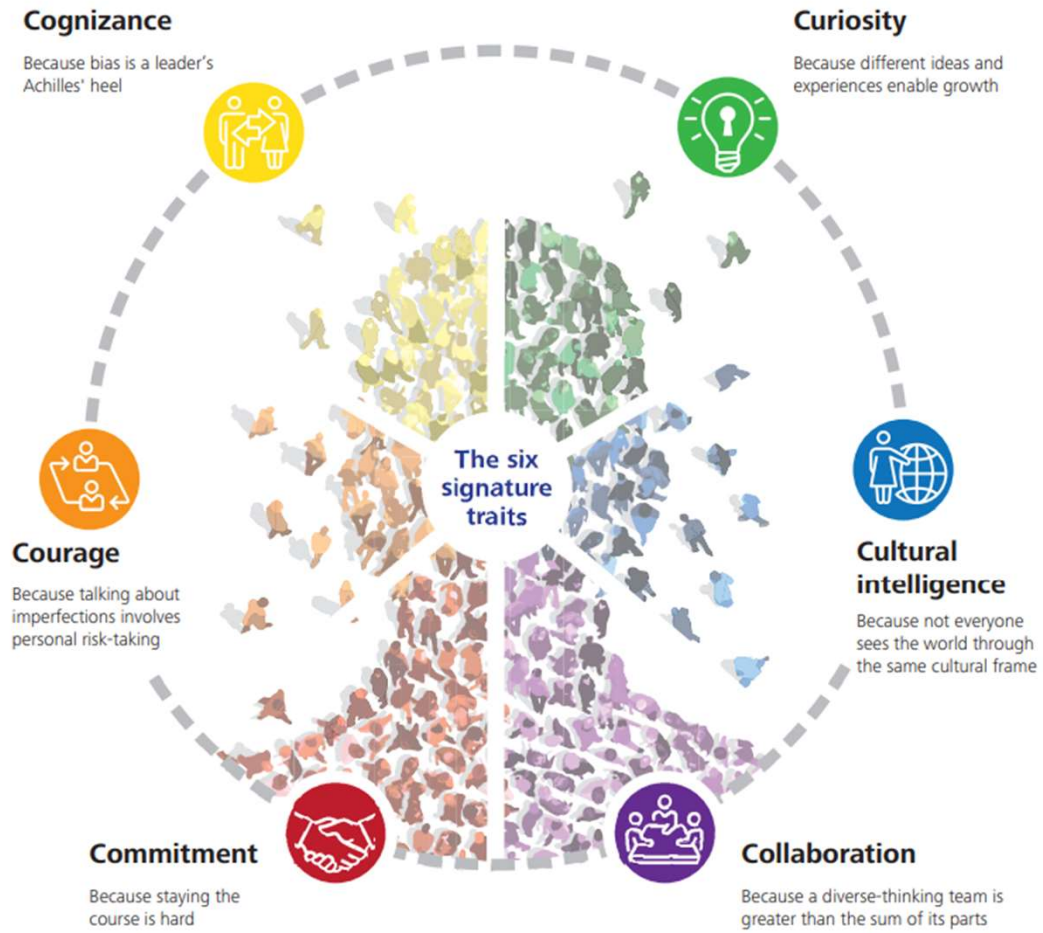 Cognizance
Because bias is a leader's
Achilles' heel
Curiosity
Because different ideas and
experiences enable growth
The six
signature
traits
Courage
Because talking about
imperfections involves
personal risk-taking
Cultural
intelligence
Because not everyone
sees the world through
the same cultural frame
Commitment
Because staying the
course is hard
Collaboration
Because a diverse-thinking team is
greater than the sum of its parts